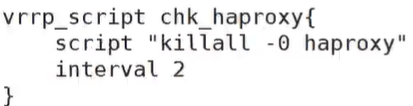 vrrp_script chk_haproxy{
    script "killall -0 haproxy"
    interval 2
}